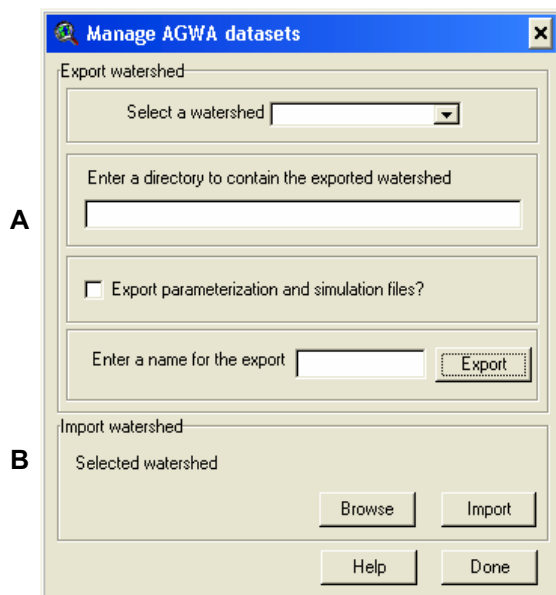 Manage AGWA datasets
Export watershed
Select a watershed
Enter a directory to contain the exported watershed
A
Export parameterization and simulation files?
Enter a name for the export Export
Import watershed
B
Selected watershed
Browse Import
Help Done